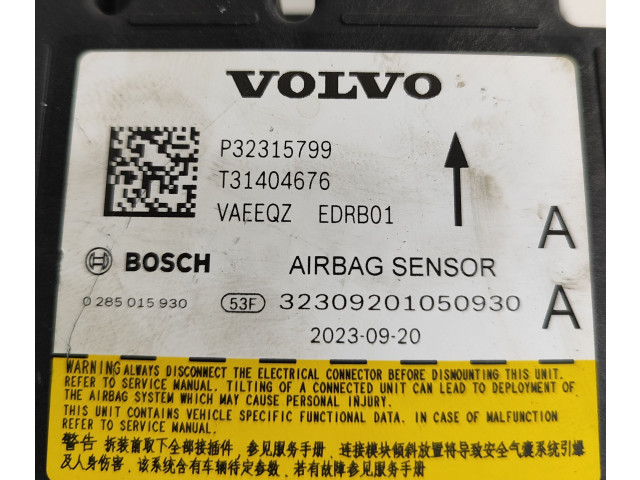 VOLVO
P32315799
T31404676
VAEEQZ EDRB01
A
BOSCH AIRBAG SENSOR
0 285 015 930 53F 32309201050930 A
2023-09-20
WARNING ALWAYS DISCONNECT THE ELECTRICAL CONNECTOR BEFORE DISMOUNTING THIS UNIT.
REFER TO SERVICE MANUAL. TILTING OF A CONNECTED UNIT CAN LEAD TO DEPLOYMENT OF
THE AIRBAG SYSTEM WHICH MAY CAUSE PERSONAL INJURY.
THIS UNIT CONTAINS VEHICLE SPECIFIC FUNCTIONAL DATA. IN CASE OF MALFUNCTION
REFER TO SERVICE MANUAL.
警告 拆装前取下全部接插件，参见服务手册，连接模块倾斜放置将导致安全气囊系统引爆
及人身伤害，该系统含有车辆待定参数，若有故障参见服务手册